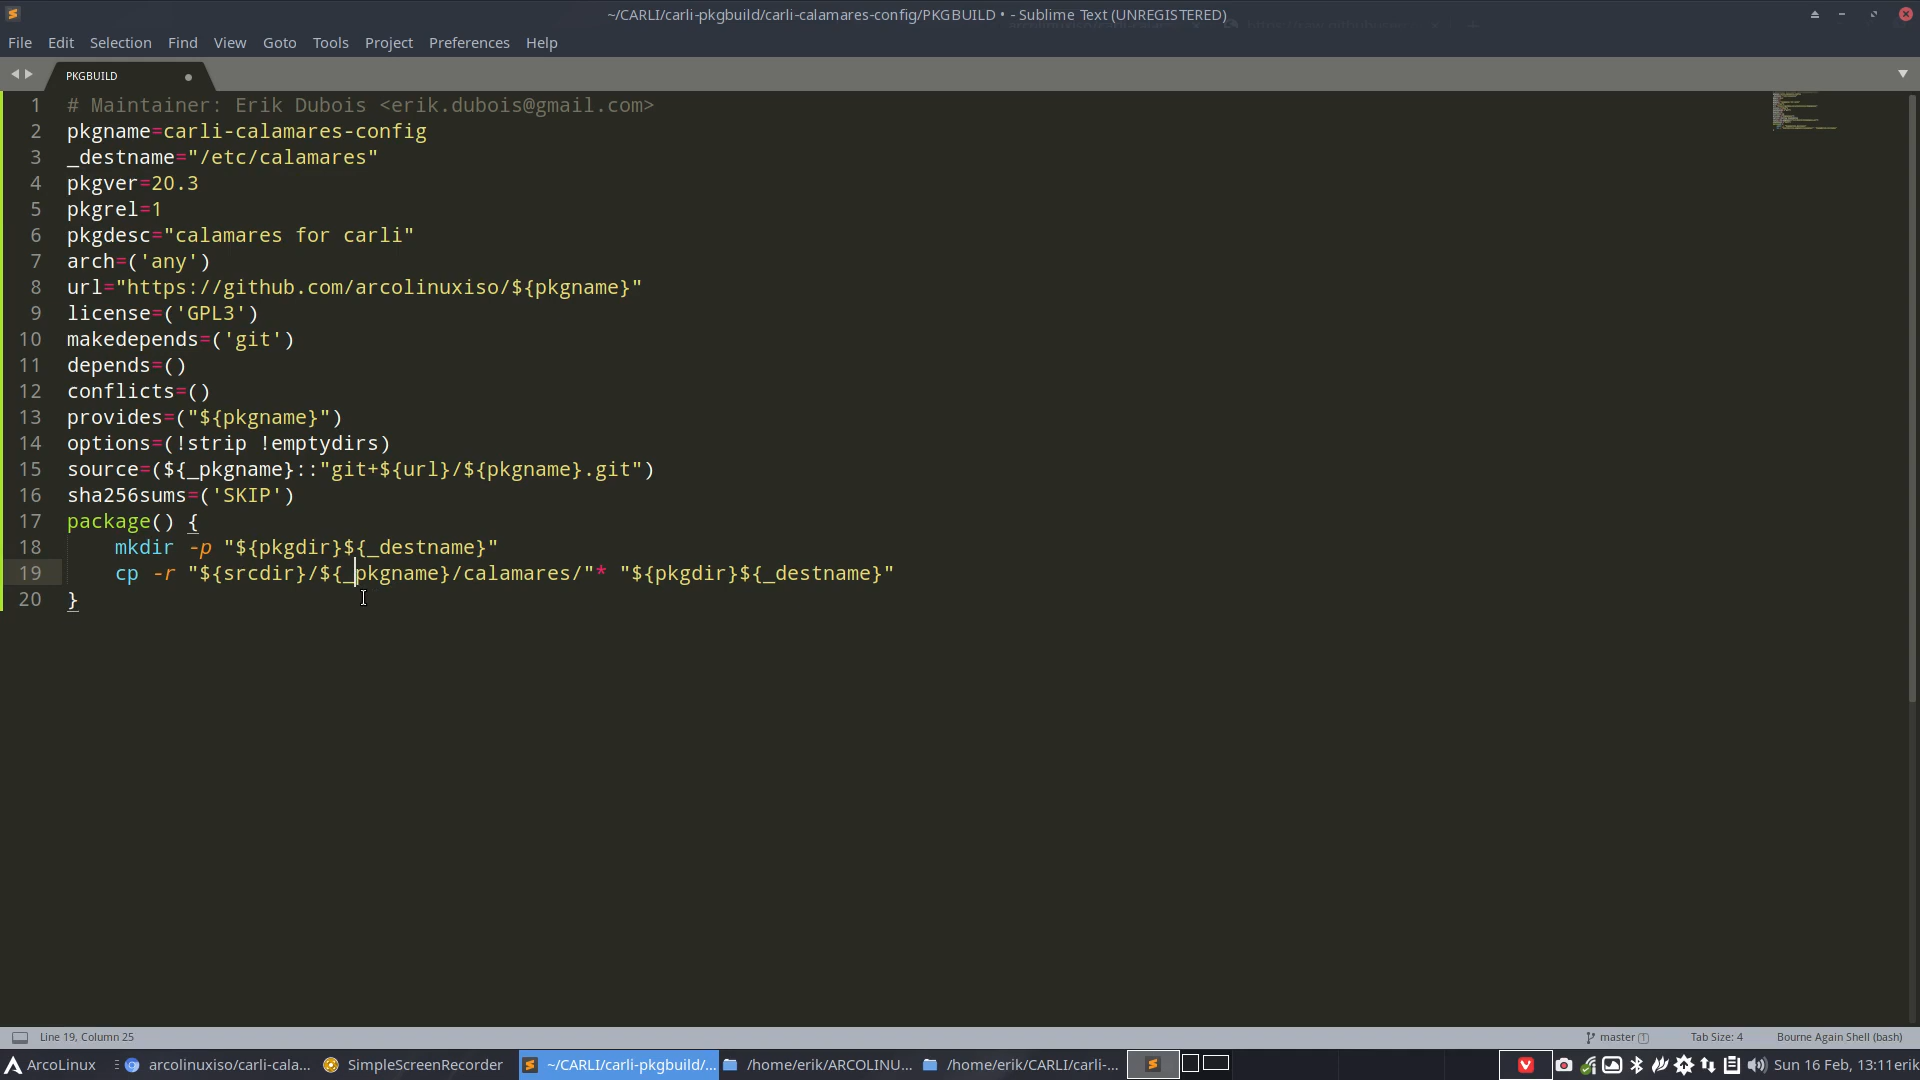 ~/CARLI/carli-pkgbuild/carli-calamares-config/PKGBUILD • - Sublime Text (UNREGISTERED)
File Edit Selection Find View Goto Tools Project Preferences Help
PKGBUILD
1 # Maintainer: Erik Dubois <erik.dubois@gmail.com>
2 pkgname=carli-calamares-config
3 _destname="/etc/calamares"
4 pkgver=20.3
5 pkgrel=1
6 pkgdesc="calamares for carli"
7 arch=('any')
8 url="https://github.com/arcolinuxiso/${pkgname}"
9 license=('GPL3')
10 makedepends=('git')
11 depends=()
12 conflicts=()
13 provides=("${pkgname}")
14 options=(!strip !emptydirs)
15 source=(${_pkgname}::"git+${url}/${pkgname}.git")
16 sha256sums=('SKIP')
17 package() {
18     mkdir -p "${pkgdir}${_destname}"
19     cp -r "${srcdir}/${_pkgname}/calamares/"* "${pkgdir}${_destname}"
20 }
Line 19, Column 25 master 1 Tab Size: 4 Bourne Again Shell (bash)
ArcoLinux arcolinuxiso/carli-cala... SimpleScreenRecorder ~/CARLI/carli-pkgbuild/... /home/erik/ARCOLINU... /home/erik/CARLI/carli-... Sun 16 Feb, 13:11 erik